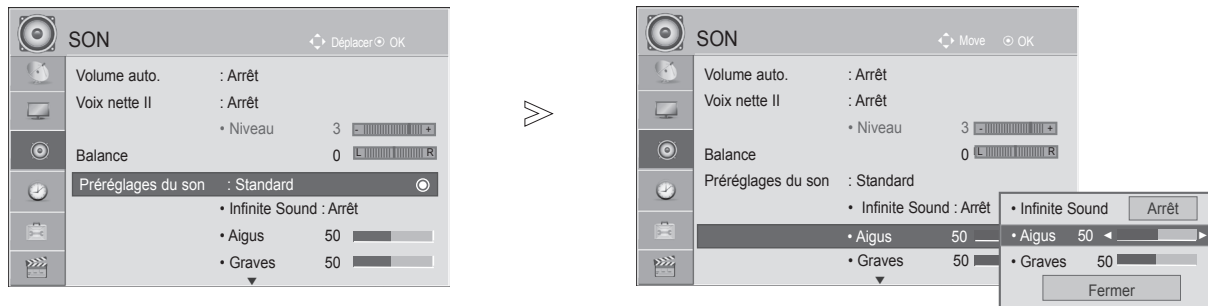 SON Déplacer OK
Volume auto. : Arrêt
Voix nette II : Arrêt
• Niveau 3 - +
Balance 0 L R
Préréglages du son : Standard
• Infinite Sound : Arrêt
• Aigus 50
• Graves 50
SON Move OK
Volume auto. : Arrêt
Voix nette II : Arrêt
• Niveau 3 - +
Balance 0 L R
Préréglages du son : Standard
• Infinite Sound : Arrêt
• Aigus 50
• Graves 50
• Infinite Sound Arrêt
• Aigus 50
• Graves 50
Fermer